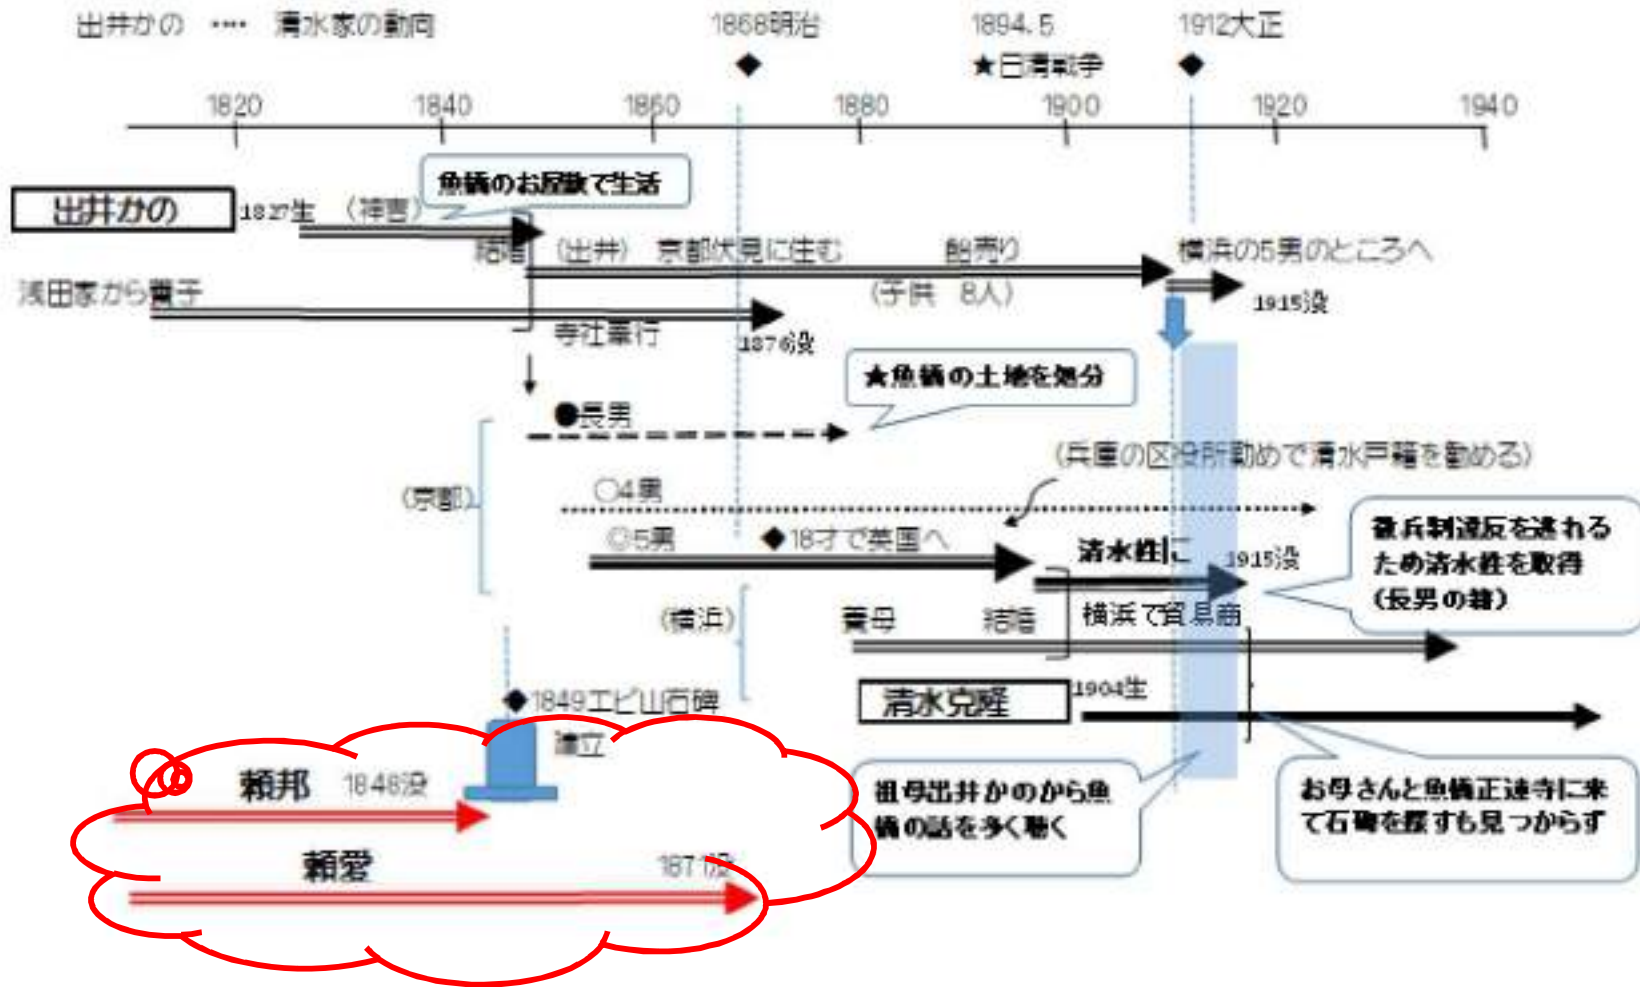 出井かの ・・・・ 清水家の動向
1868明治
1894.5
1912大正
★日清戦争
1820
1840
1860
1880
1900
1920
1940
魚橋のお屋敷で生活
出井かの
1827生
（神吉）
結婚
（出井）
京都伏見に住む
飴売り
横浜の5男のところへ
浅田家から養子
（子供 8人）
1915没
寺社奉行
1876没
★魚橋の土地を処分
●長男
（兵庫の区役所勤めで清水戸籍を勧める）
（京都）
○4男
◎5男
◆18才で英国へ
清水姓に
1915没
徴兵制違反を逃れる
ため清水姓を取得
（長男の籍）
（横浜）
養母
結婚
横浜で貿易商
◆1849エビ山石碑
建立
清水克隆
1904生
頼邦
1848没
祖母出井かのから魚
橋の話を多く聴く
お母さんと魚橋正蓮寺に来
て石碑を探すも見つからず
頼愛
1871没